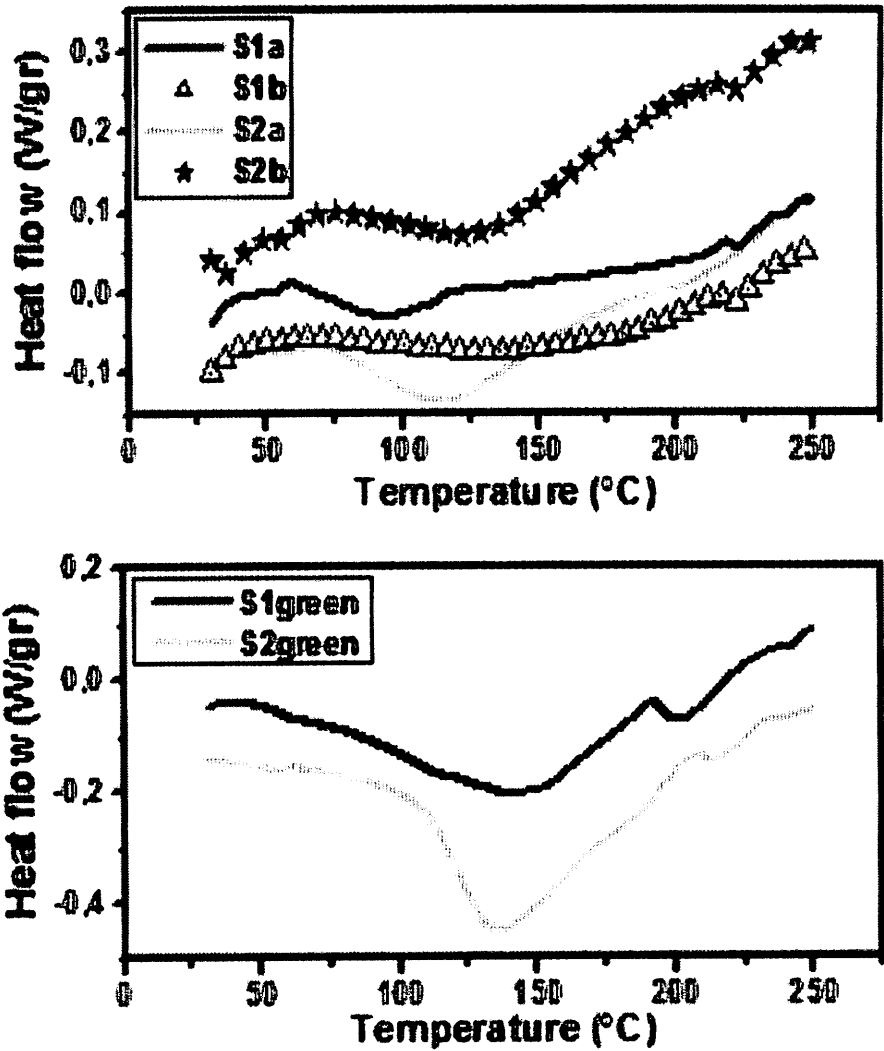 Heat flow (W/gr)
0,3
0,2
0,1
0,0
-0,1
S1a
S1b
S2a
S2b
0
50
100
150
200
250
Temperature (°C)
Heat flow (W/gr)
0,2
0,0
-0,2
-0,4
S1green
S2green
0
50
100
150
200
250
Temperature (°C)